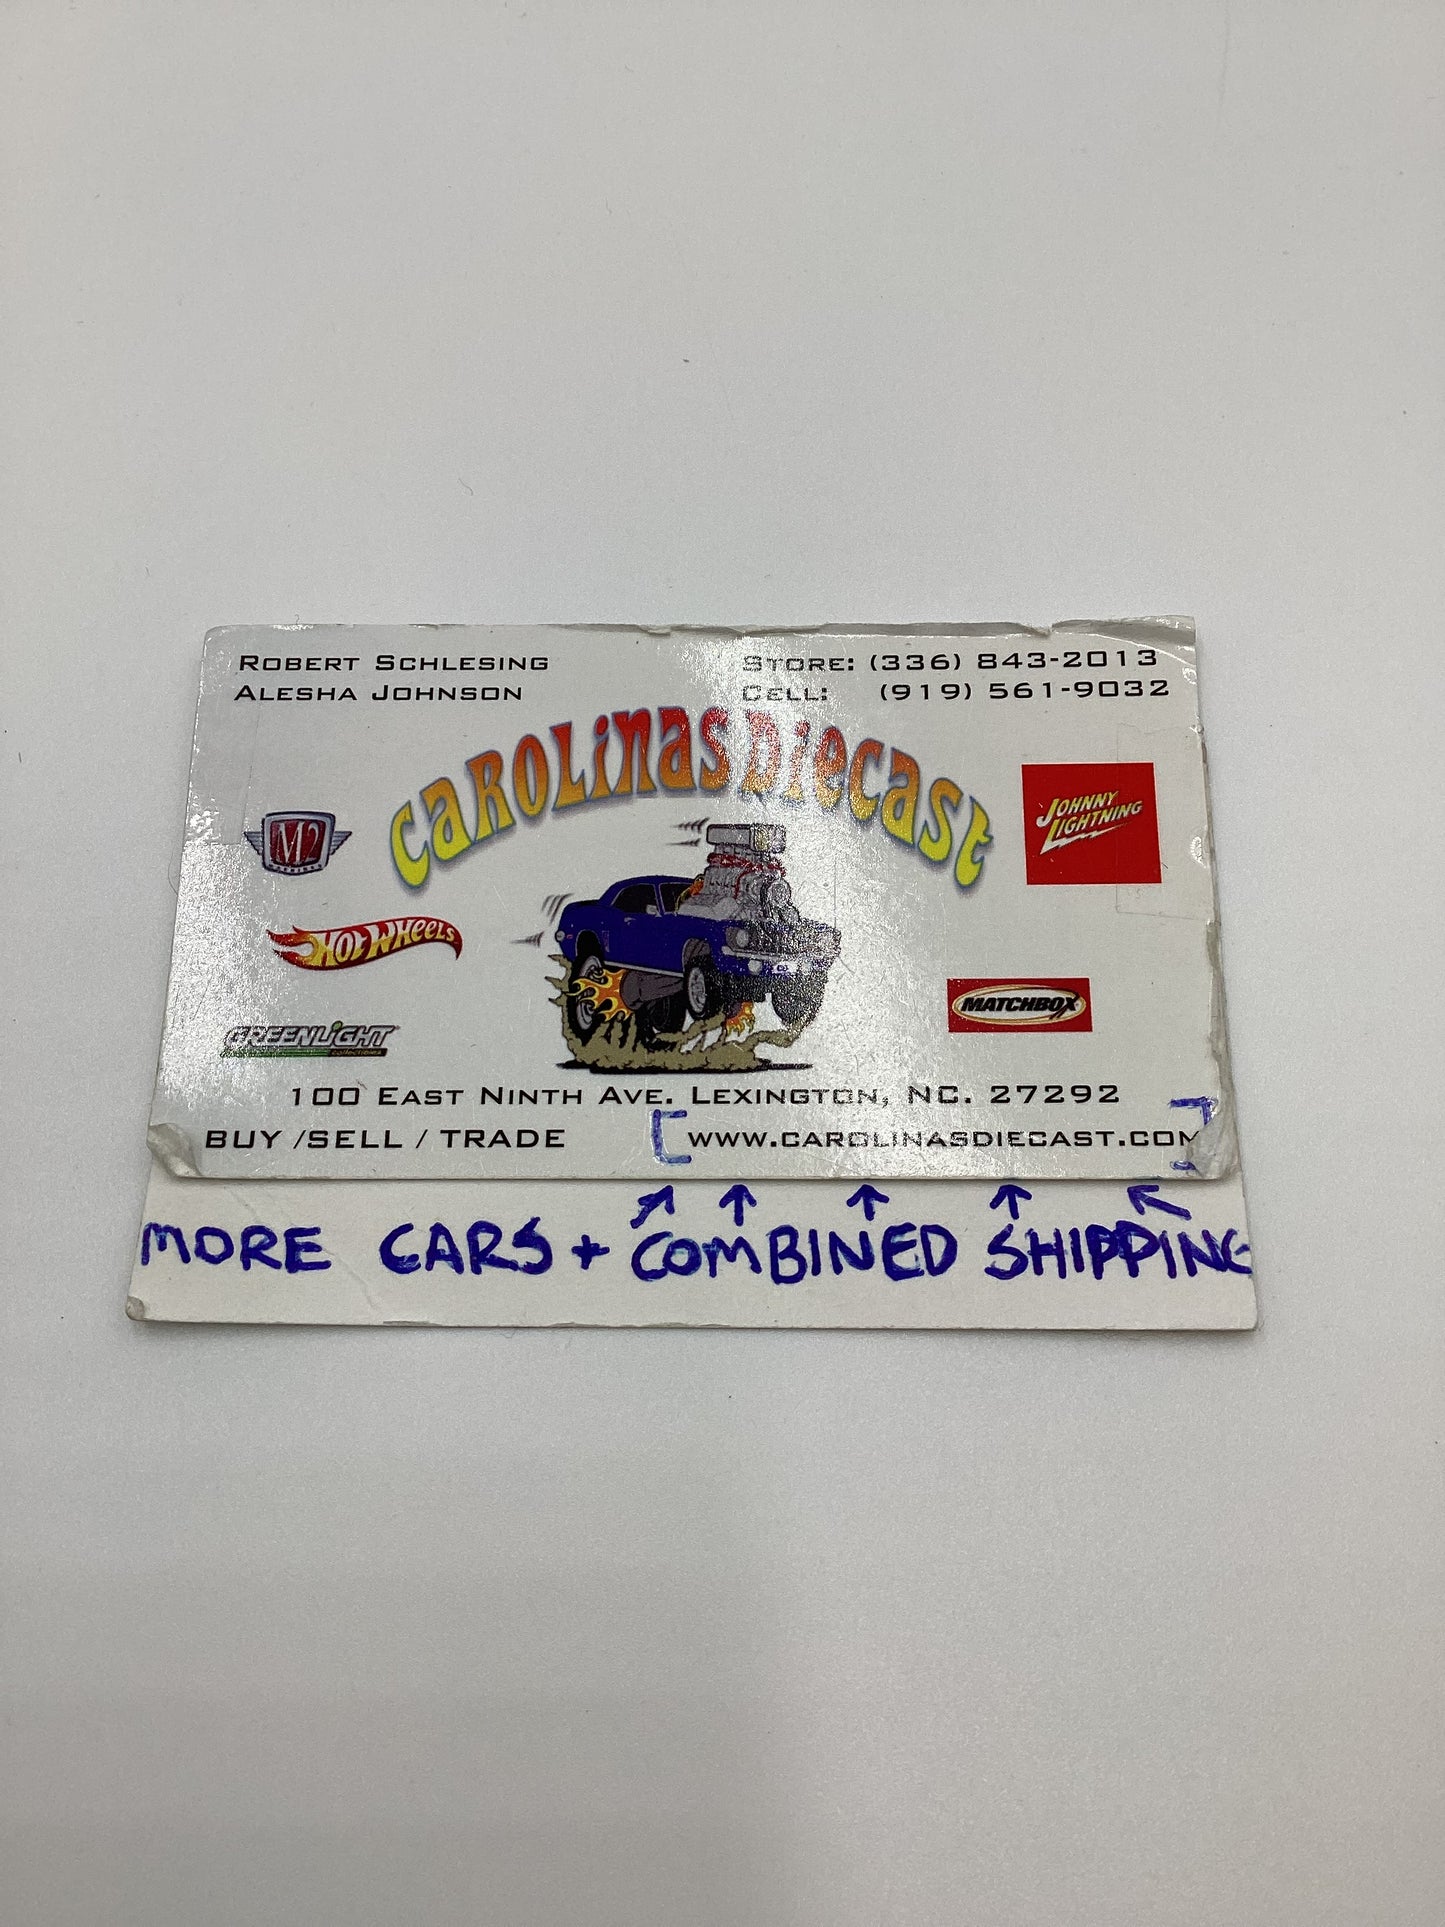 ROBERT SCHLESING
ALESHA JOHNSON
STORE: (336) 843-2013
CELL: (919) 561-9032
CAROLiNAS DiECAST
M2
JOHNNY LIGHTNING
HOT WHEELS
MATCHBOX
GREENLiGHT
collectibles
100 EAST NINTH AVE. LEXINGTON, NC. 27292
BUY /SELL / TRADE [WWW.CAROLINASDIECAST.COM]
↗ ↑ ↑ ↑ ↖
MORE CARS + COMBINED SHIPPING